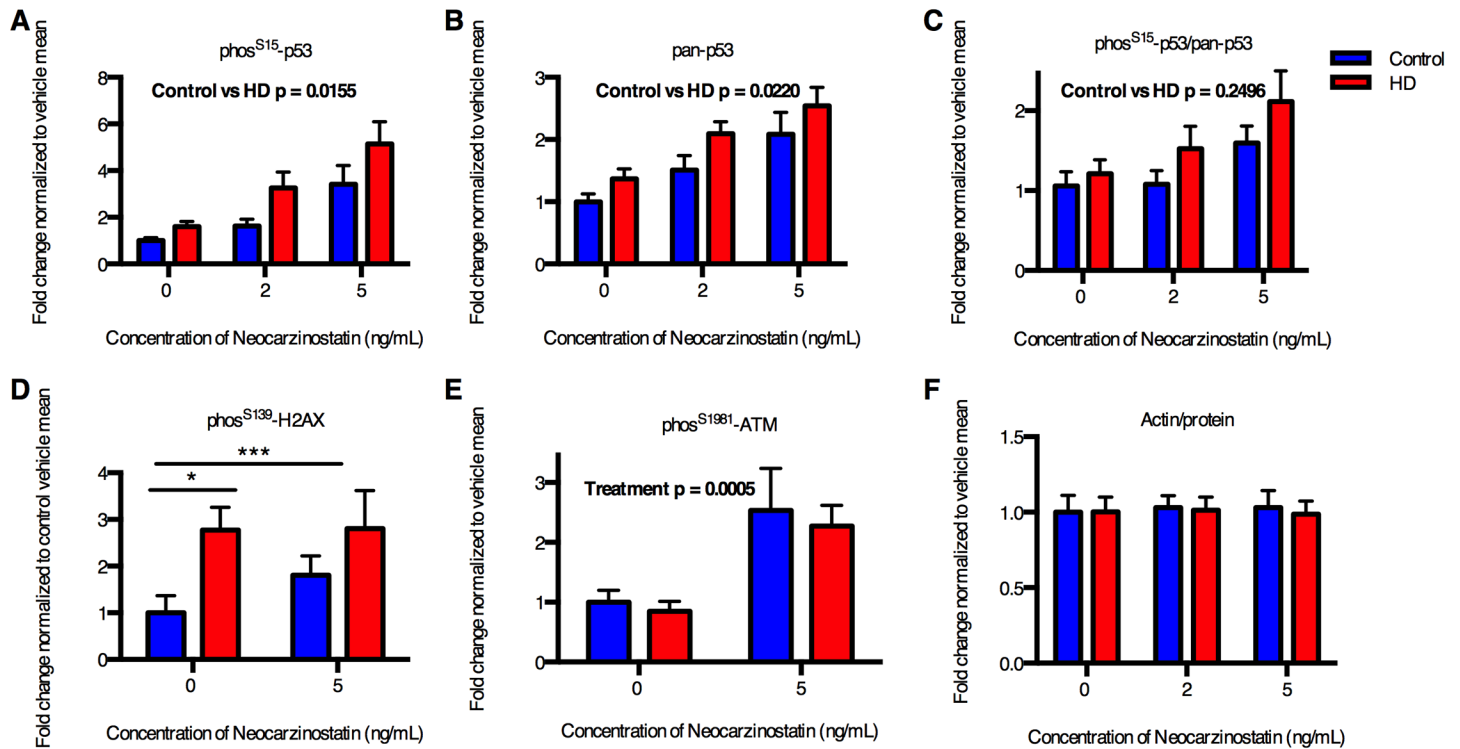 A
phosS15-p53
Control vs HD p = 0.0155
Fold change normalized to vehicle mean
8
6
4
2
0
0 2 5
Concentration of Neocarzinostatin (ng/mL)
B
pan-p53
Control vs HD p = 0.0220
Fold change normalized to vehicle mean
3
2
1
0
0 2 5
Concentration of Neocarzinostatin (ng/mL)
C
phosS15-p53/pan-p53
Control vs HD p = 0.2496
Fold change normalized to vehicle mean
2
1
0
0 2 5
Concentration of Neocarzinostatin (ng/mL)
Control
HD
D
phosS139-H2AX
***
*
Fold change normalized to control vehicle mean
4
3
2
1
0
0 5
Concentration of Neocarzinostatin (ng/mL)
E
phosS1981-ATM
Treatment p = 0.0005
Fold change normalized to vehicle mean
3
2
1
0
0 5
Concentration of Neocarzinostatin (ng/mL)
F
Actin/protein
Fold change normalized to vehicle mean
1.5
1.0
0.5
0.0
0 2 5
Concentration of Neocarzinostatin (ng/mL)